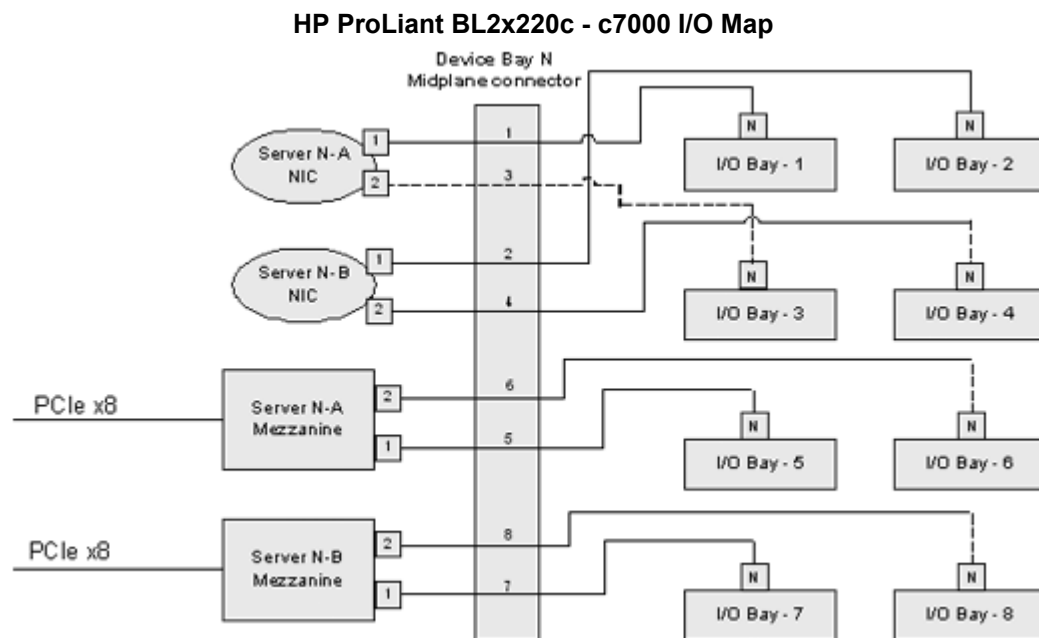 HP ProLiant BL2x220c - c7000 I/O Map
Device Bay N
Midplane connector
1
Server N-A
NIC
1
2
3
N
I/O Bay - 1
N
I/O Bay - 2
Server N-B
NIC
1
2
2
4
N
I/O Bay - 3
N
I/O Bay - 4
PCIe x8
Server N-A
Mezzanine
2
1
6
5
N
I/O Bay - 5
N
I/O Bay - 6
PCIe x8
Server N-B
Mezzanine
2
1
8
7
N
I/O Bay - 7
N
I/O Bay - 8